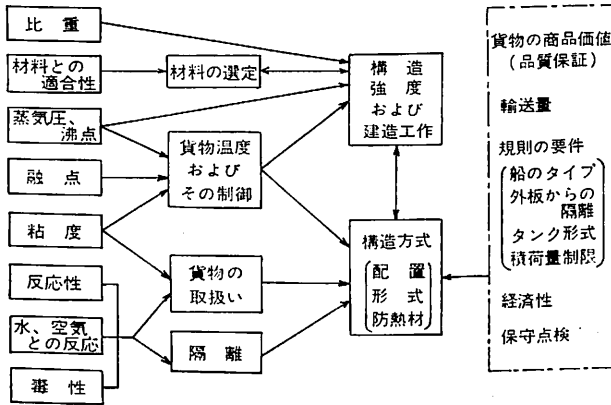 比重
材料との
適合性
蒸気圧、
沸点
融点
粘度
反応性
水、空気
との反応
毒性
材料の選定
貨物温度
および
その制御
貨物の
取扱い
隔離
構造
強度
および
建造工作
構造方式
配置
形式
防熱材
貨物の商品価値
(品質保証)
輸送量
規則の要件
船のタイプ
外板からの
隔離
タンク形式
積荷量制限
経済性
保守点検